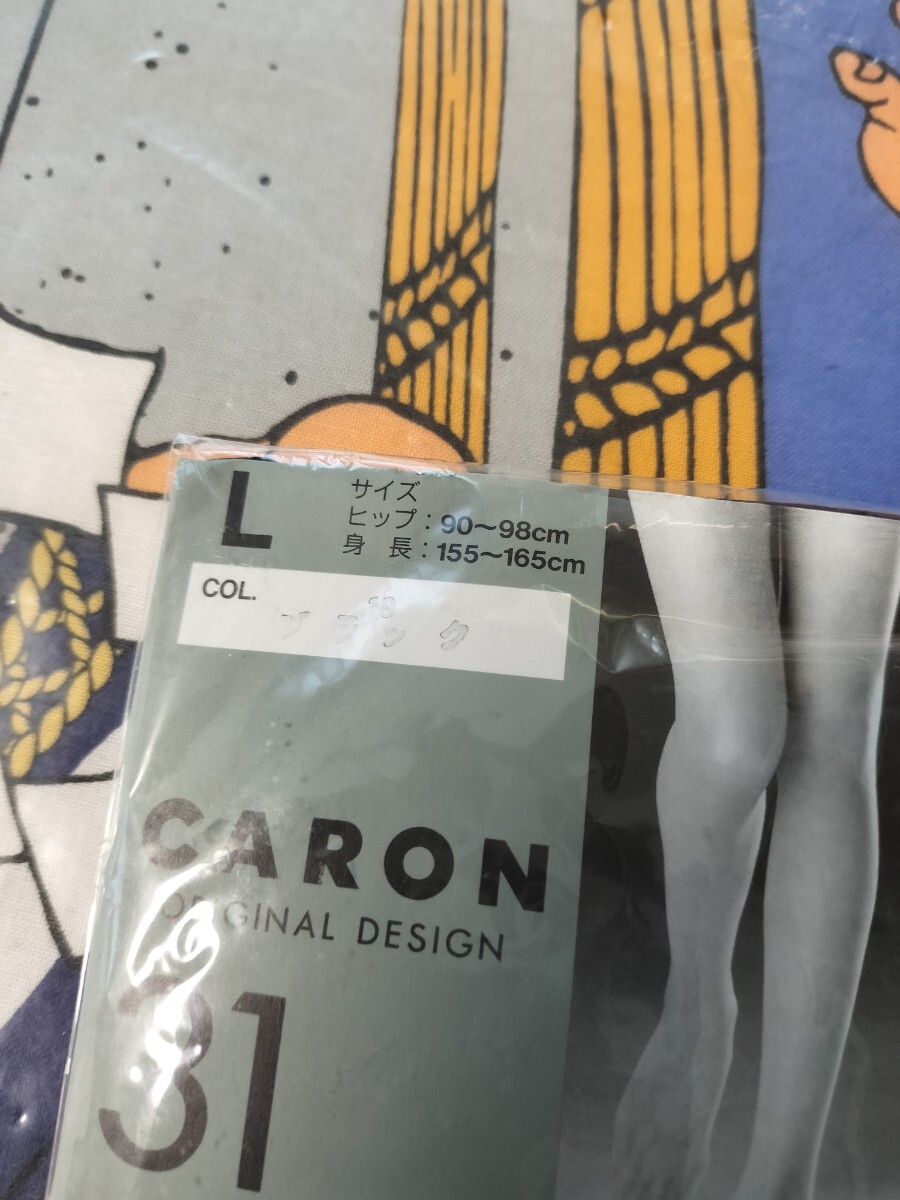 L
サイズ
ヒップ：90〜98cm
身　長：155〜165cm
COL.
ブラック
CARON
ORIGINAL DESIGN
31